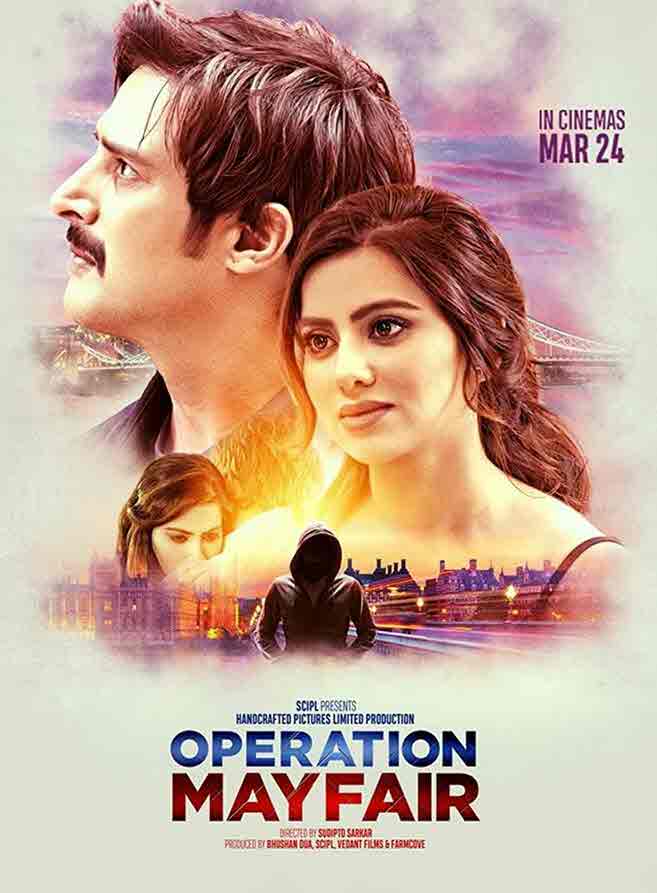 IN CINEMAS
MAR 24
SCIPL PRESENTS
HANDCRAFTED PICTURES LIMITED PRODUCTION
OPERATION
MAYFAIR
DIRECTED BY SUDIPTO SARKAR
PRODUCED BY BHUSHAN DUA, SCIPL, VEDANT FILMS & FARMCOVE